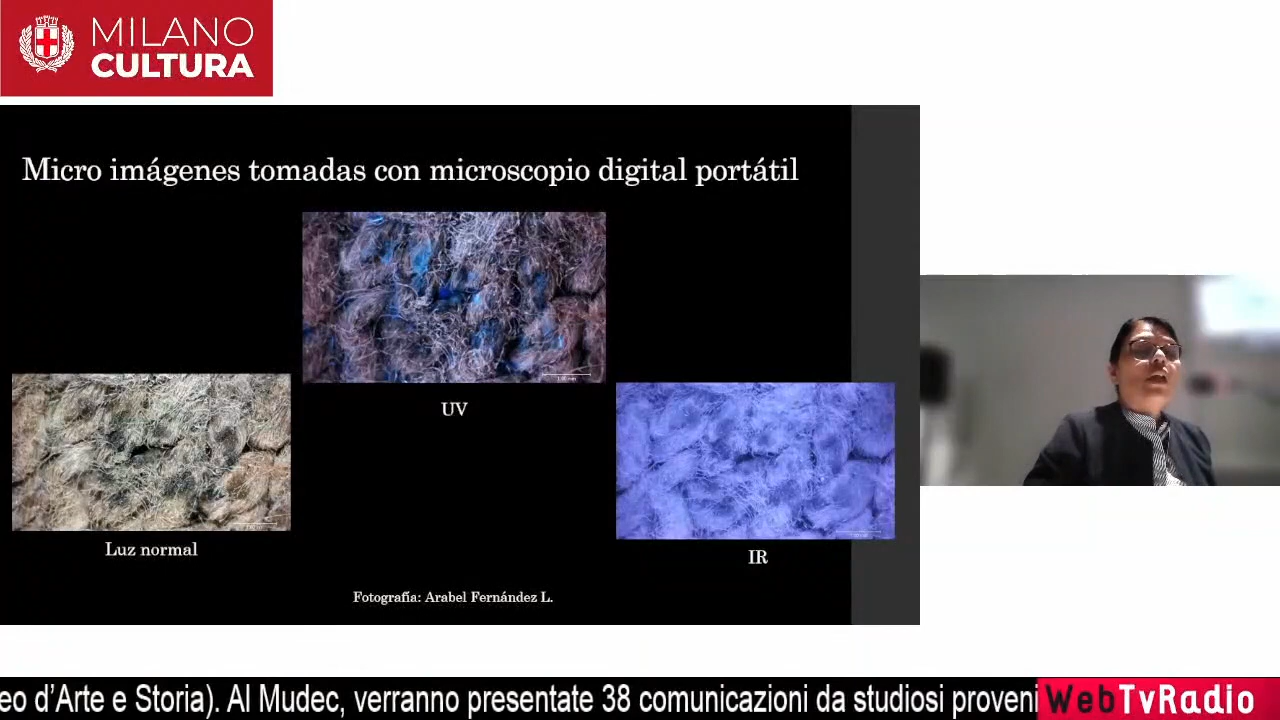 MILANO
CULTURA
Micro imágenes tomadas con microscopio digital portátil
UV
Luz normal
IR
Fotografía: Arabel Fernández L.
eo d'Arte e Storia). Al Mudec, verranno presentate 38 comunicazioni da studiosi proveni
WebTvRadio